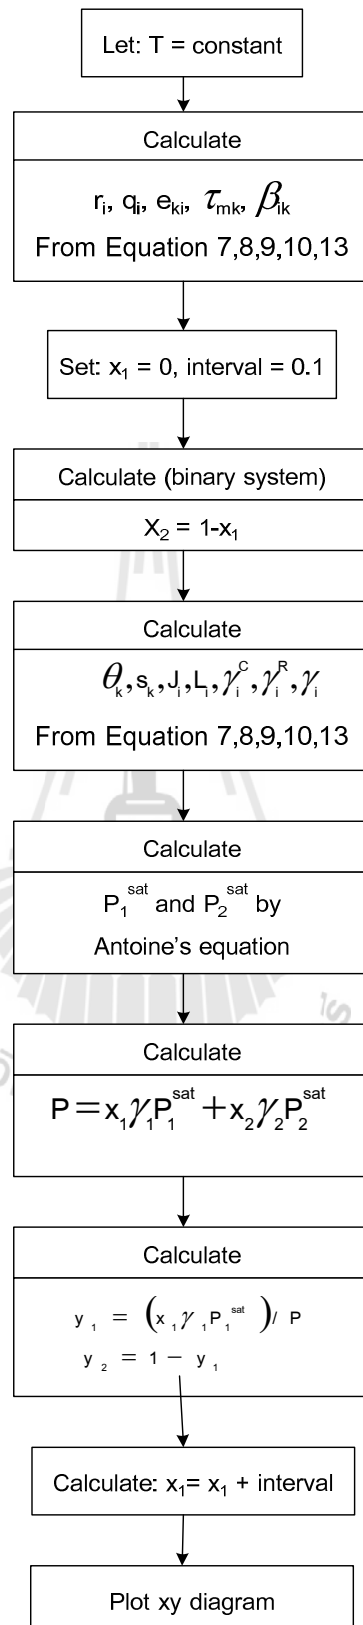 Let: T = constant
Calculate
rᵢ, qᵢ, eₖᵢ, τₘₖ, βᵢₖ
From Equation 7,8,9,10,13
Set: x₁ = 0, interval = 0.1
Calculate (binary system)
X₂ = 1-x₁
Calculate
θₖ,sₖ,Jᵢ,Lᵢ,γᵢᶜ,γᵢᴿ,γᵢ
From Equation 7,8,9,10,13
Calculate
P₁ˢᵃᵗ and P₂ˢᵃᵗ by
Antoine's equation
Calculate
P=x₁γ₁P₁ˢᵃᵗ+x₂γ₂P₂ˢᵃᵗ
Calculate
y₁ = (x₁γ₁P₁ˢᵃᵗ)/ P
y₂ = 1 − y₁
Calculate: x₁= x₁ + interval
Plot xy diagram